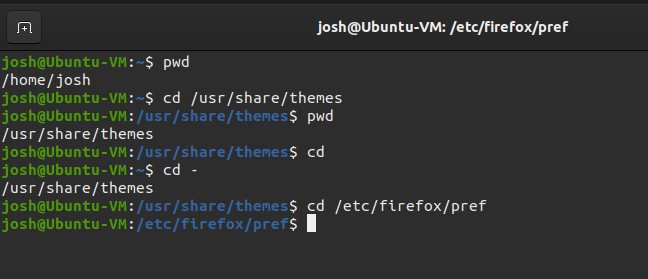 josh@Ubuntu-VM: /etc/firefox/pref
josh@Ubuntu-VM:~$ pwd
/home/josh
josh@Ubuntu-VM:~$ cd /usr/share/themes
josh@Ubuntu-VM:/usr/share/themes$ pwd
/usr/share/themes
josh@Ubuntu-VM:/usr/share/themes$ cd
josh@Ubuntu-VM:~$ cd -
/usr/share/themes
josh@Ubuntu-VM:/usr/share/themes$ cd /etc/firefox/pref
josh@Ubuntu-VM:/etc/firefox/pref$